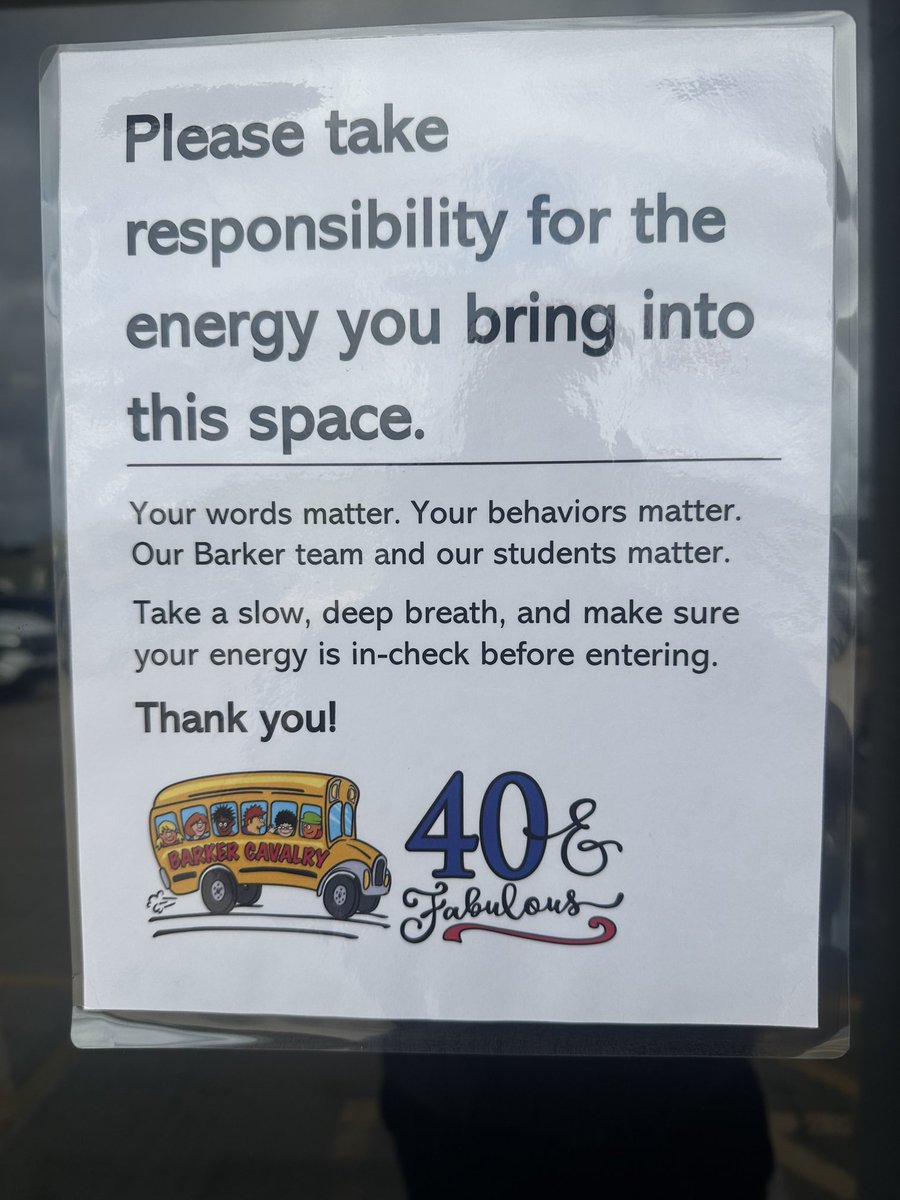 Please take
responsibility for the
energy you bring into
this space.
Your words matter. Your behaviors matter.
Our Barker team and our students matter.
Take a slow, deep breath, and make sure
your energy is in-check before entering.
Thank you!
BARKER CAVALRY
40 &
Fabulous